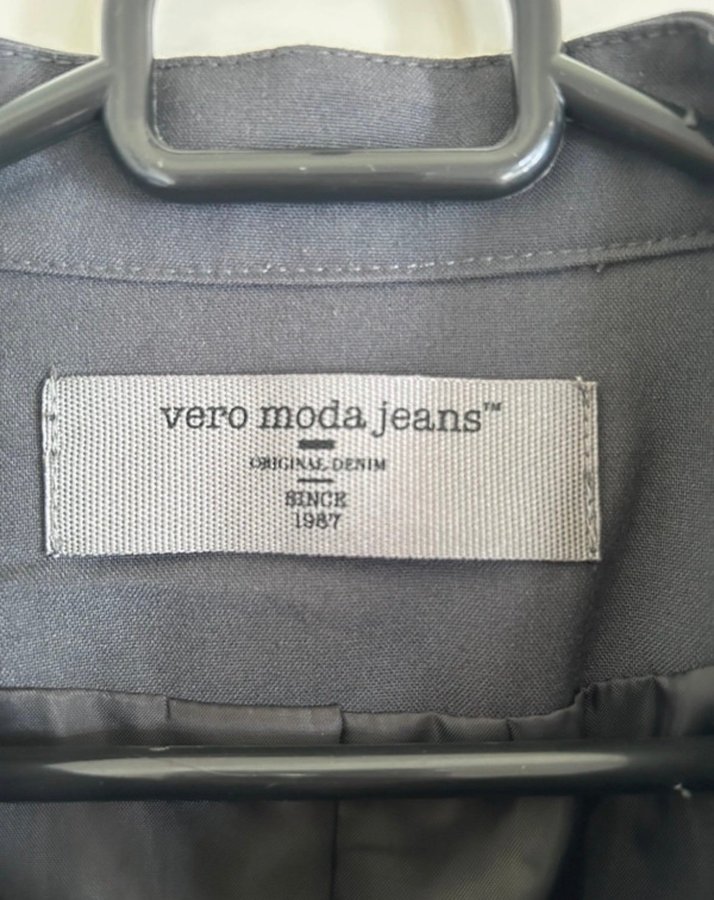 vero moda jeans™
ORIGINAL DENIM
SINCE
1987